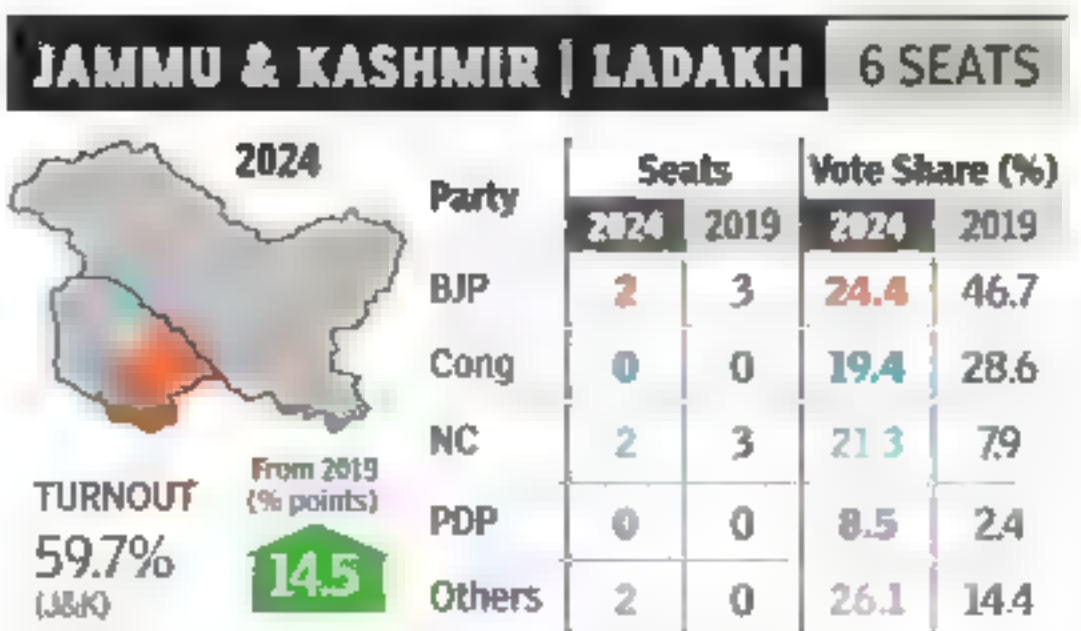 JAMMU & KASHMIR | LADAKH 6 SEATS
2024
Party Seats Vote Share (%)
2024 2019 2024 2019
BJP 2 3 24.4 46.7
Cong 0 0 19.4 28.6
NC 2 3 21.3 7.9
PDP 0 0 8.5 2.4
Others 2 0 26.1 14.4
TURNOUT
59.7%
(J&K)
From 2019
(% points)
14.5